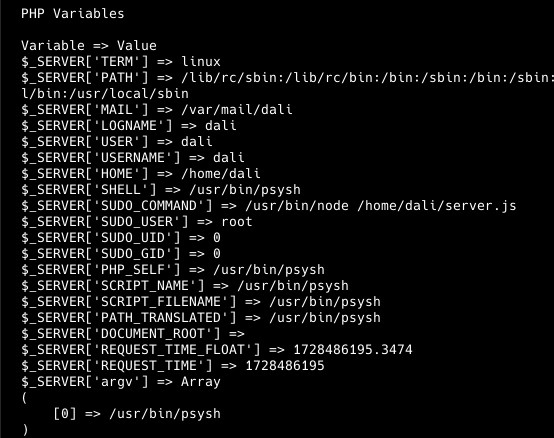 PHP Variables
Variable => Value
$_SERVER['TERM'] => linux
$_SERVER['PATH'] => /lib/rc/sbin:/lib/rc/bin:/bin:/sbin:/bin:/sbin:
l/bin:/usr/local/sbin
$_SERVER['MAIL'] => /var/mail/dali
$_SERVER['LOGNAME'] => dali
$_SERVER['USER'] => dali
$_SERVER['USERNAME'] => dali
$_SERVER['HOME'] => /home/dali
$_SERVER['SHELL'] => /usr/bin/psysh
$_SERVER['SUDO_COMMAND'] => /usr/bin/node /home/dali/server.js
$_SERVER['SUDO_USER'] => root
$_SERVER['SUDO_UID'] => 0
$_SERVER['SUDO_GID'] => 0
$_SERVER['PHP_SELF'] => /usr/bin/psysh
$_SERVER['SCRIPT_NAME'] => /usr/bin/psysh
$_SERVER['SCRIPT_FILENAME'] => /usr/bin/psysh
$_SERVER['PATH_TRANSLATED'] => /usr/bin/psysh
$_SERVER['DOCUMENT_ROOT'] =>
$_SERVER['REQUEST_TIME_FLOAT'] => 1728486195.3474
$_SERVER['REQUEST_TIME'] => 1728486195
$_SERVER['argv'] => Array
(
    [0] => /usr/bin/psysh
)